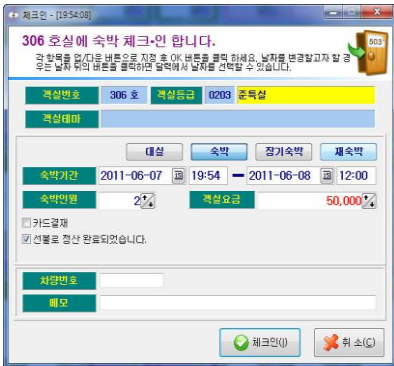 체크인 - [19:54:08]
306 호실에 숙박 체크-인 합니다.
503
각 항목을 업/다운 버튼으로 지정 후 OK 버튼을 클릭 하세요. 날짜를 변경할고자 할 경
우는 날짜 뒤의 버튼을 클릭하면 달력에서 날짜를 선택할 수 있습니다.
객실번호 306 호 객실등급 0203 준특실
객실테마
대실 숙박 장기숙박 재숙박
숙박기간 2011-06-07 15 19:54 ━ 2011-06-08 15 12:00
숙박인원 2 객실요금 50,000
카드결재
선불로 정산 완료되었습니다.
차량번호
메모
체크인(I) 취 소(C)